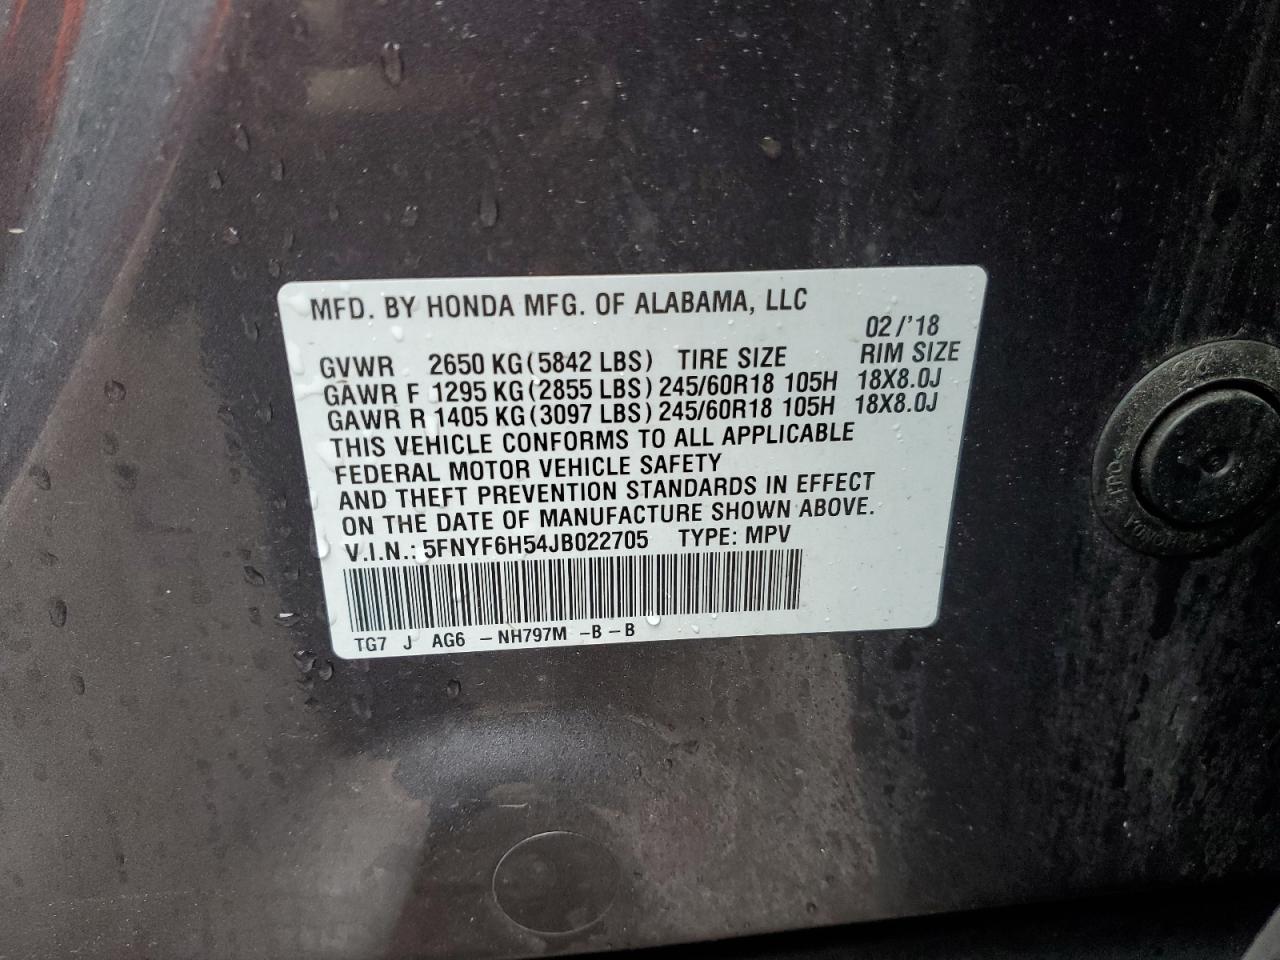 MFD. BY HONDA MFG. OF ALABAMA, LLC
02/'18
GVWR 2650 KG(5842 LBS) TIRE SIZE RIM SIZE
GAWR F 1295 KG(2855 LBS) 245/60R18 105H 18X8.0J
GAWR R 1405 KG(3097 LBS) 245/60R18 105H 18X8.0J
THIS VEHICLE CONFORMS TO ALL APPLICABLE
FEDERAL MOTOR VEHICLE SAFETY
AND THEFT PREVENTION STANDARDS IN EFFECT
ON THE DATE OF MANUFACTURE SHOWN ABOVE.
V.I.N.: 5FNYF6H54JB022705 TYPE: MPV
TG7 J AG6 -NH797M -B-B